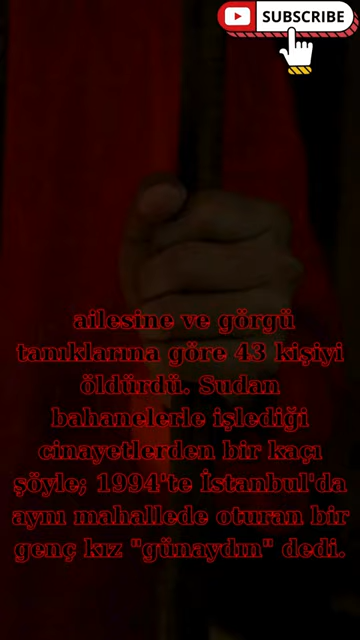 SUBSCRIBE
ailesine ve görgü
tanıklarına göre 43 kişiyi
öldürdü. Sudan
bahanelerle işlediği
cinayetlerden bir kaçı
şöyle; 1994'te İstanbul'da
aynı mahallede oturan bir
genç kız "günaydın" dedi.